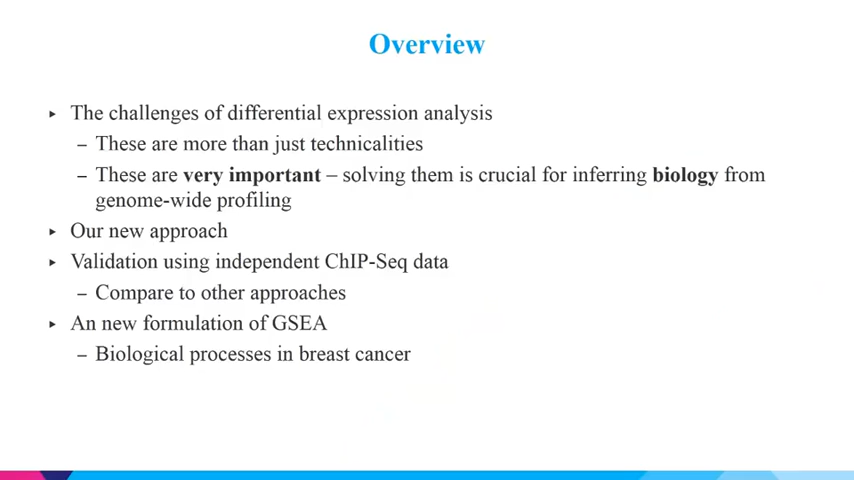 Overview
▸ The challenges of differential expression analysis
– These are more than just technicalities
– These are very important – solving them is crucial for inferring biology from
genome-wide profiling
▸ Our new approach
▸ Validation using independent ChIP-Seq data
– Compare to other approaches
▸ An new formulation of GSEA
– Biological processes in breast cancer